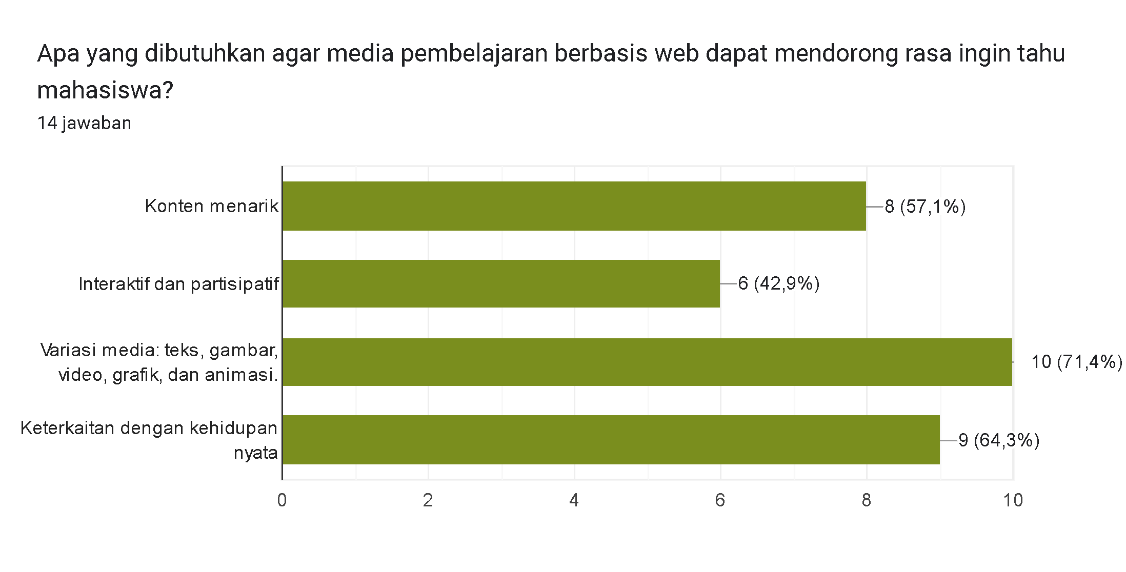 Apa yang dibutuhkan agar media pembelajaran berbasis web dapat mendorong rasa ingin tahu
mahasiswa?
14 jawaban
Konten menarik
8 (57,1%)
Interaktif dan partisipatif
6 (42,9%)
Variasi media: teks, gambar,
video, grafik, dan animasi.
10 (71,4%)
Keterkaitan dengan kehidupan
nyata
9 (64,3%)
0 2 4 6 8 10